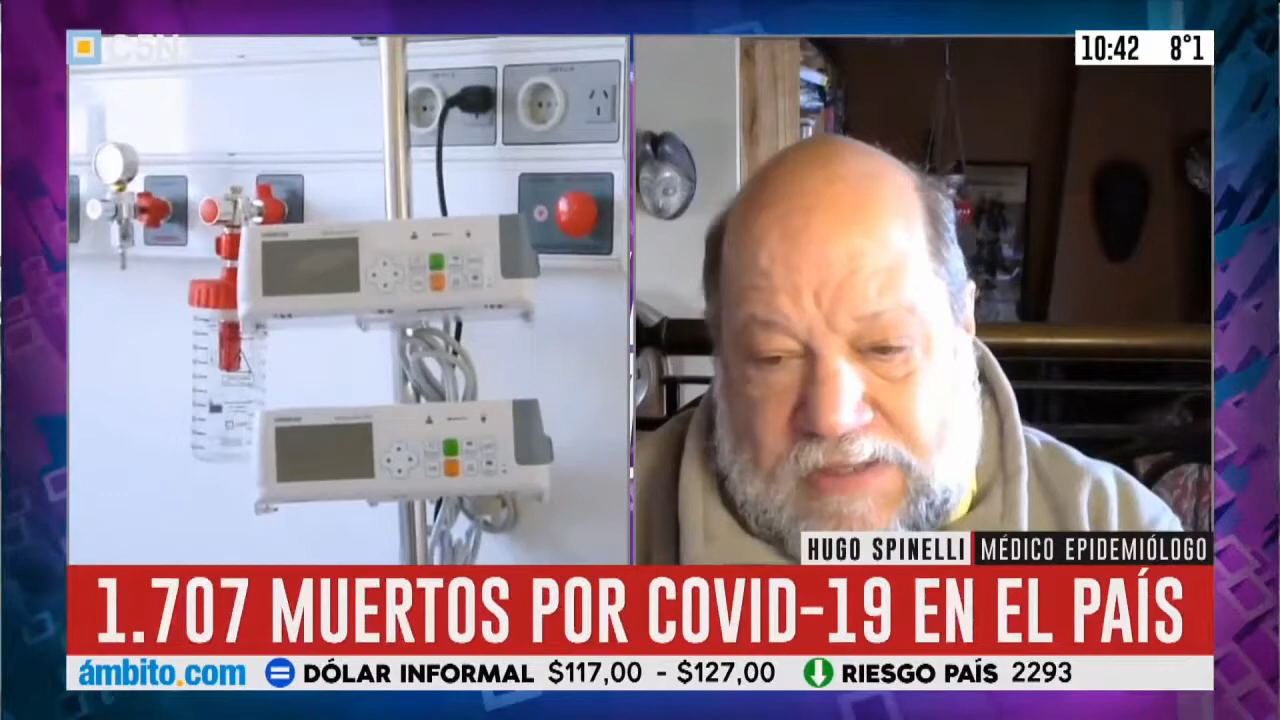 C5N
10:42 8°1
HUGO SPINELLI MÉDICO EPIDEMIÓLOGO
1.707 MUERTOS POR COVID-19 EN EL PAÍS
ámbito.com DÓLAR INFORMAL $117,00 - $127,00 RIESGO PAÍS 2293